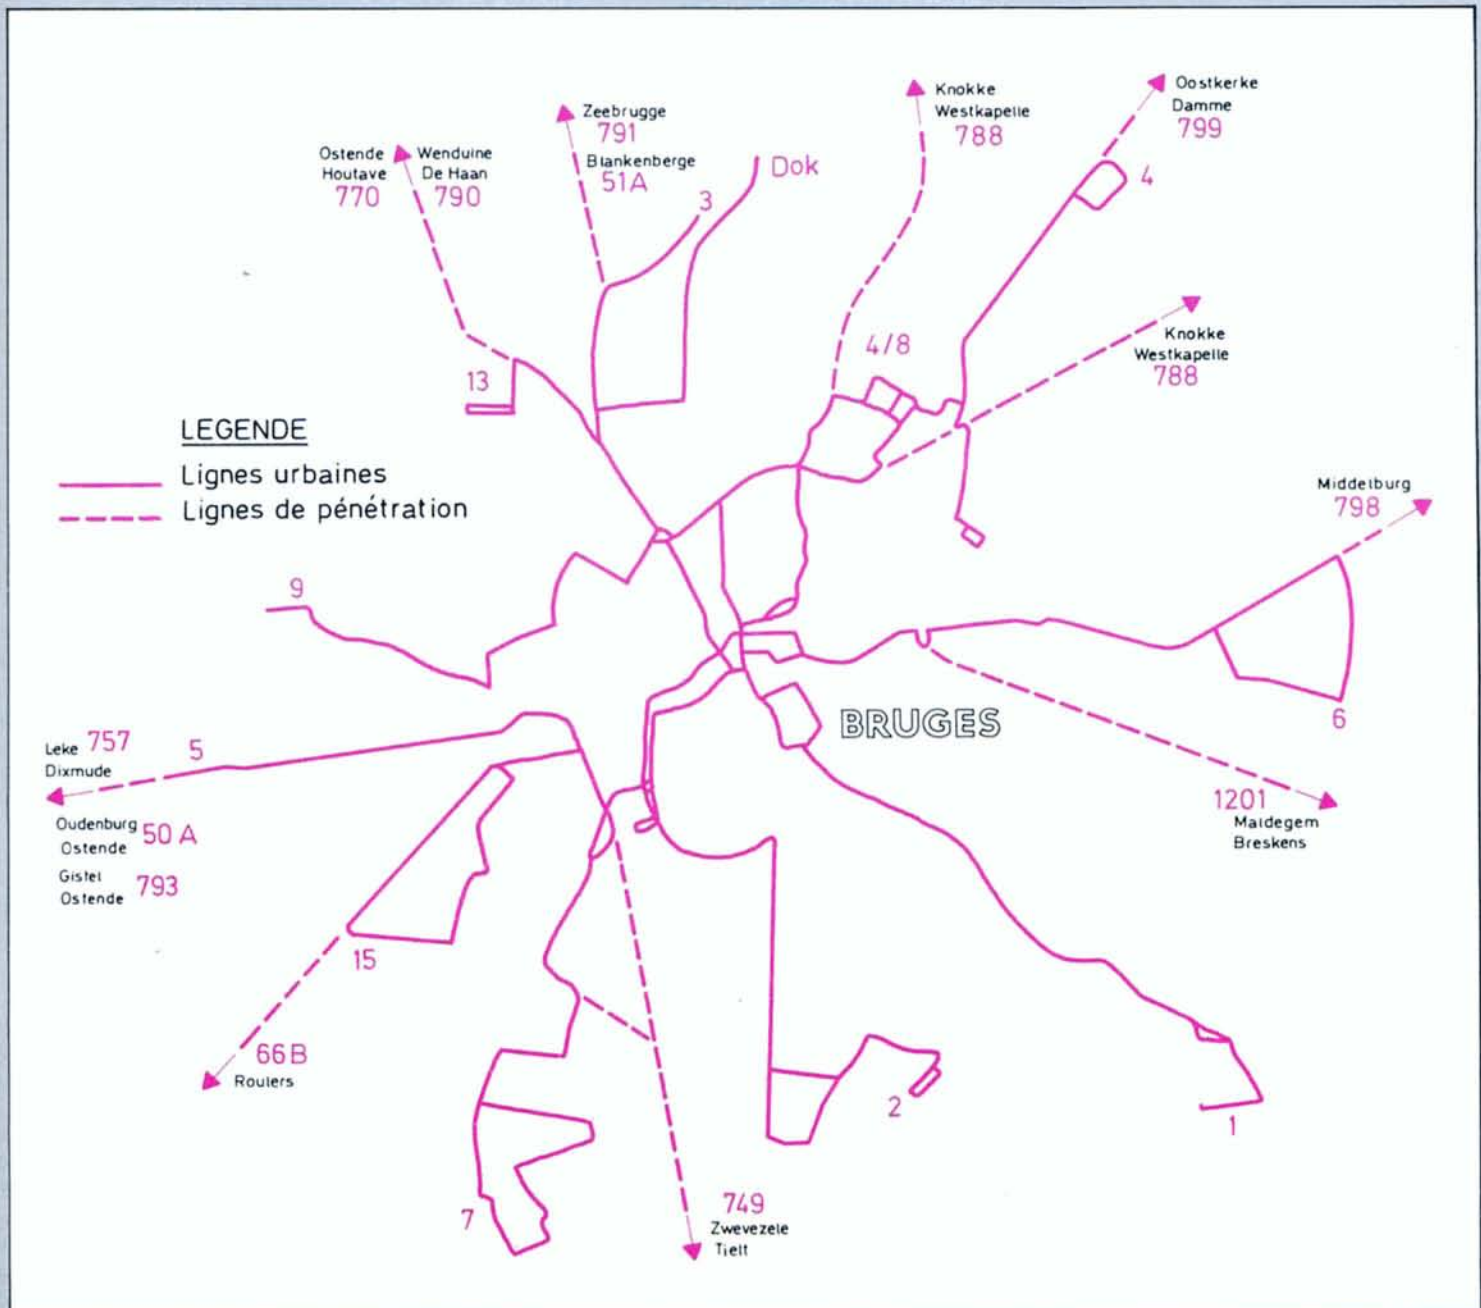 Oostkerke
Damme
799
Knokke
Westkapelle
788
Zeebrugge
791
Blankenberge
51A
Ostende
Houtave
770
Wenduine
De Haan
790
3
Dok
4
4/8
Knokke
Westkapelle
788
13
LEGENDE
Lignes urbaines
Lignes de pénétration
Middelburg
798
9
6
BRUGES
Leke 757
Dixmude
5
Oudenburg 50 A
Ostende
Gistel 793
Ostende
1201
Maldegem
Breskens
15
66B
Roulers
2
1
7
749
Zwevezele
Tielt